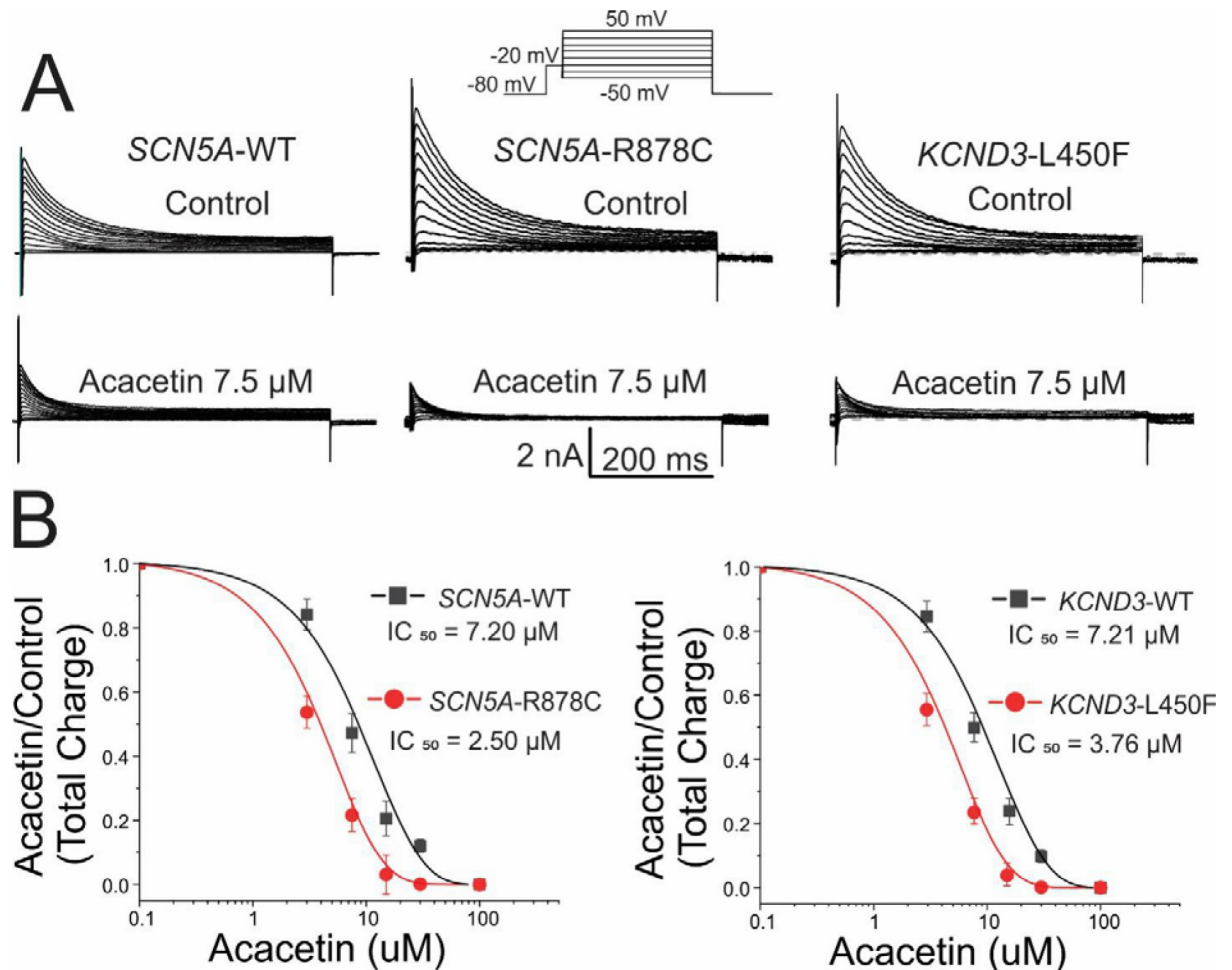 A
50 mV
-20 mV
-80 mV
-50 mV
SCN5A-WT
Control
SCN5A-R878C
Control
KCND3-L450F
Control
Acacetin 7.5 µM
Acacetin 7.5 µM
Acacetin 7.5 µM
2 nA
200 ms
B
Acacetin/Control
(Total Charge)
1.0
0.8
0.6
0.4
0.2
0.0
0.1
1
10
100
Acacetin (uM)
SCN5A-WT
IC 50 = 7.20 µM
SCN5A-R878C
IC 50 = 2.50 µM
Acacetin/Control
(Total Charge)
1.0
0.8
0.6
0.4
0.2
0.0
0.1
1
10
100
Acacetin (uM)
KCND3-WT
IC 50 = 7.21 µM
KCND3-L450F
IC 50 = 3.76 µM